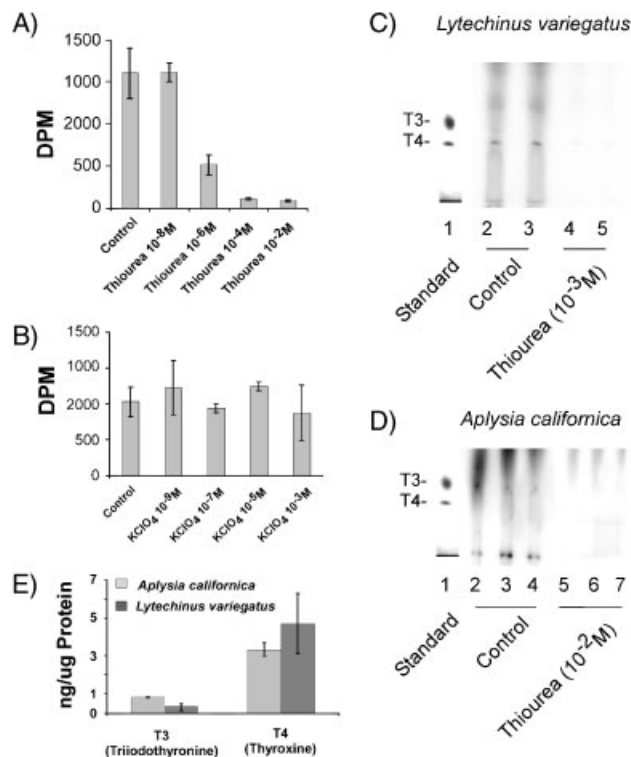 A)
DPM
1500
1000
2000
500
0
Control
Thiourea 10-8M
Thiourea 10-6M
Thiourea 10-4M
Thiourea 10-2M
B)
DPM
1500
1000
2000
500
0
Control
KClO4 10-9M
KClO4 10-7M
KClO4 10-5M
KClO4 10-3M
E)
ng/ug Protein
7
5
3
1
0
Aplysia californica
Lytechinus variegatus
T3
(Triiodothyronine)
T4
(Thyroxine)
C)
Lytechinus variegatus
T3-
T4-
1 2 3 4 5
Standard
Control
Thiourea (10-3M)
D)
Aplysia californica
T3-
T4-
1 2 3 4 5 6 7
Standard
Control
Thiourea (10-2M)